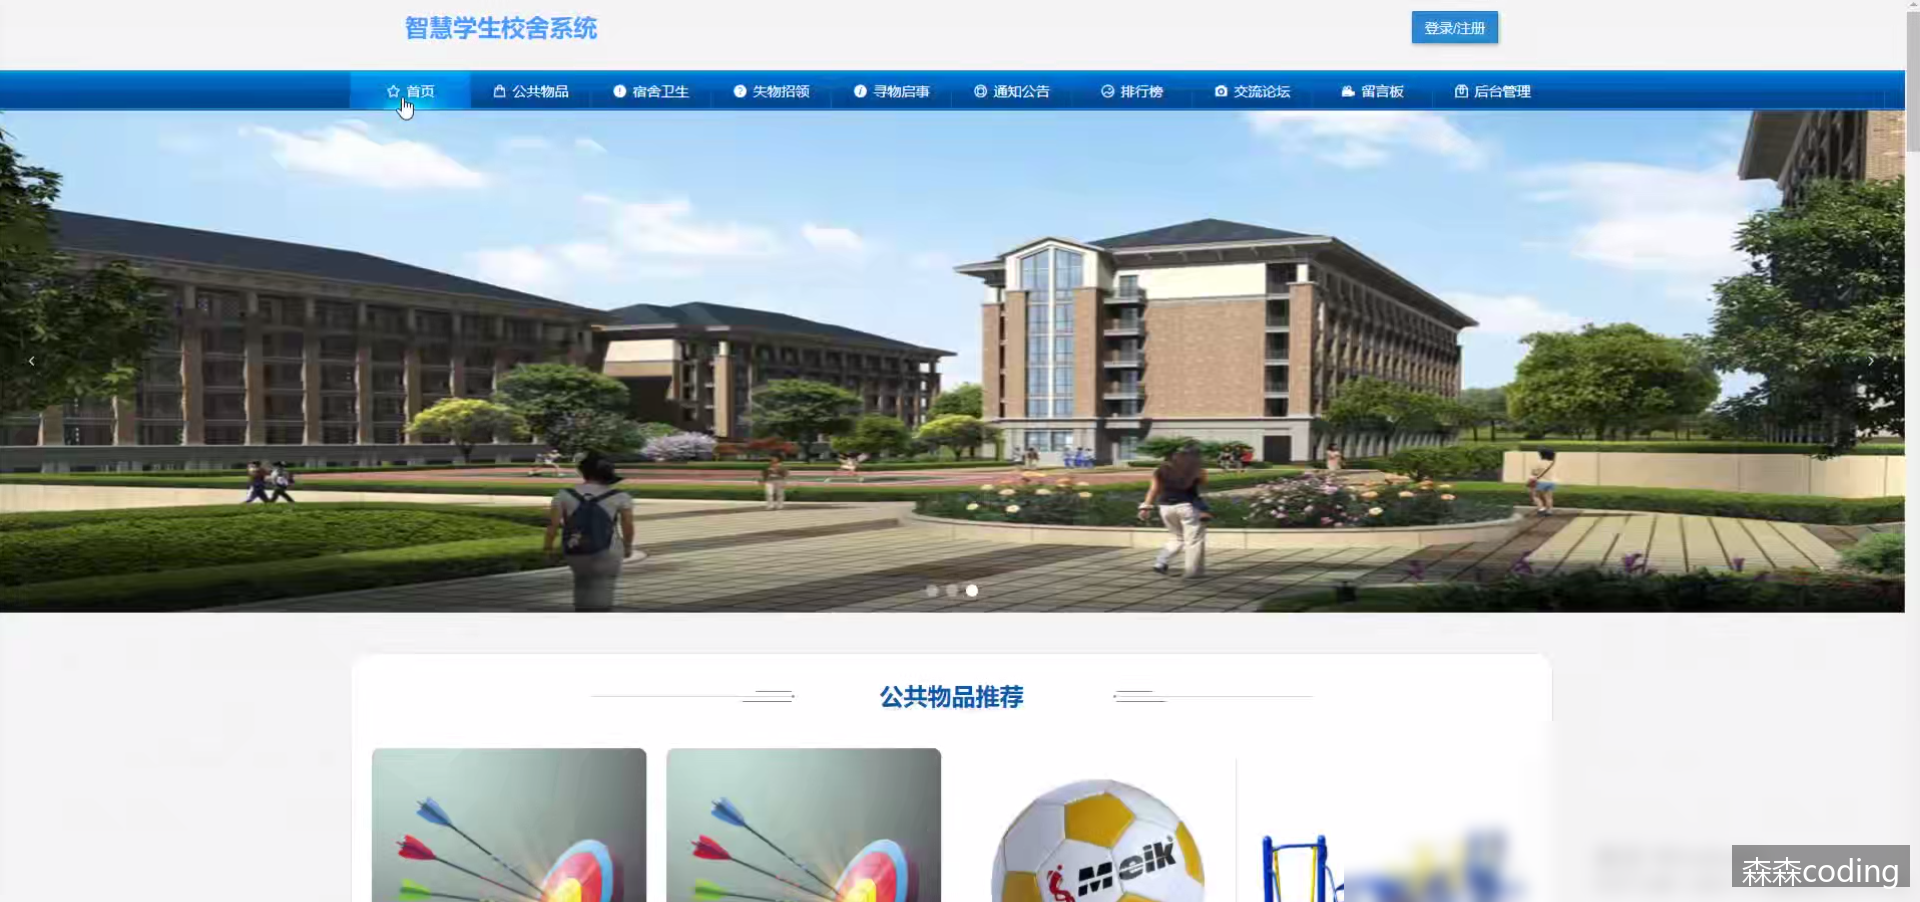 智慧学生校舍系统
登录/注册
首页 公共物品 宿舍卫生 失物招领 寻物启事 通知公告 排行榜 交流论坛 留言板 后台管理
公共物品推荐
Meik
森森coding